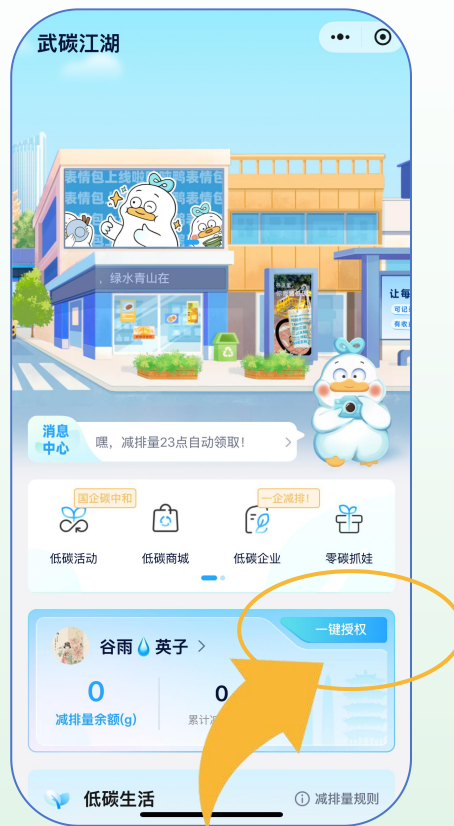 武碳江湖
表情包上线啦
表情包
绿水青山在
让每
可记
有收
消息
中心
嘿，减排量23点自动领取！
国企碳中和
一企减排！
低碳活动
低碳商城
低碳企业
零碳抓娃
一键授权
谷雨💧英子
0
0
减排量余额(g)
累计
低碳生活
减排量规则